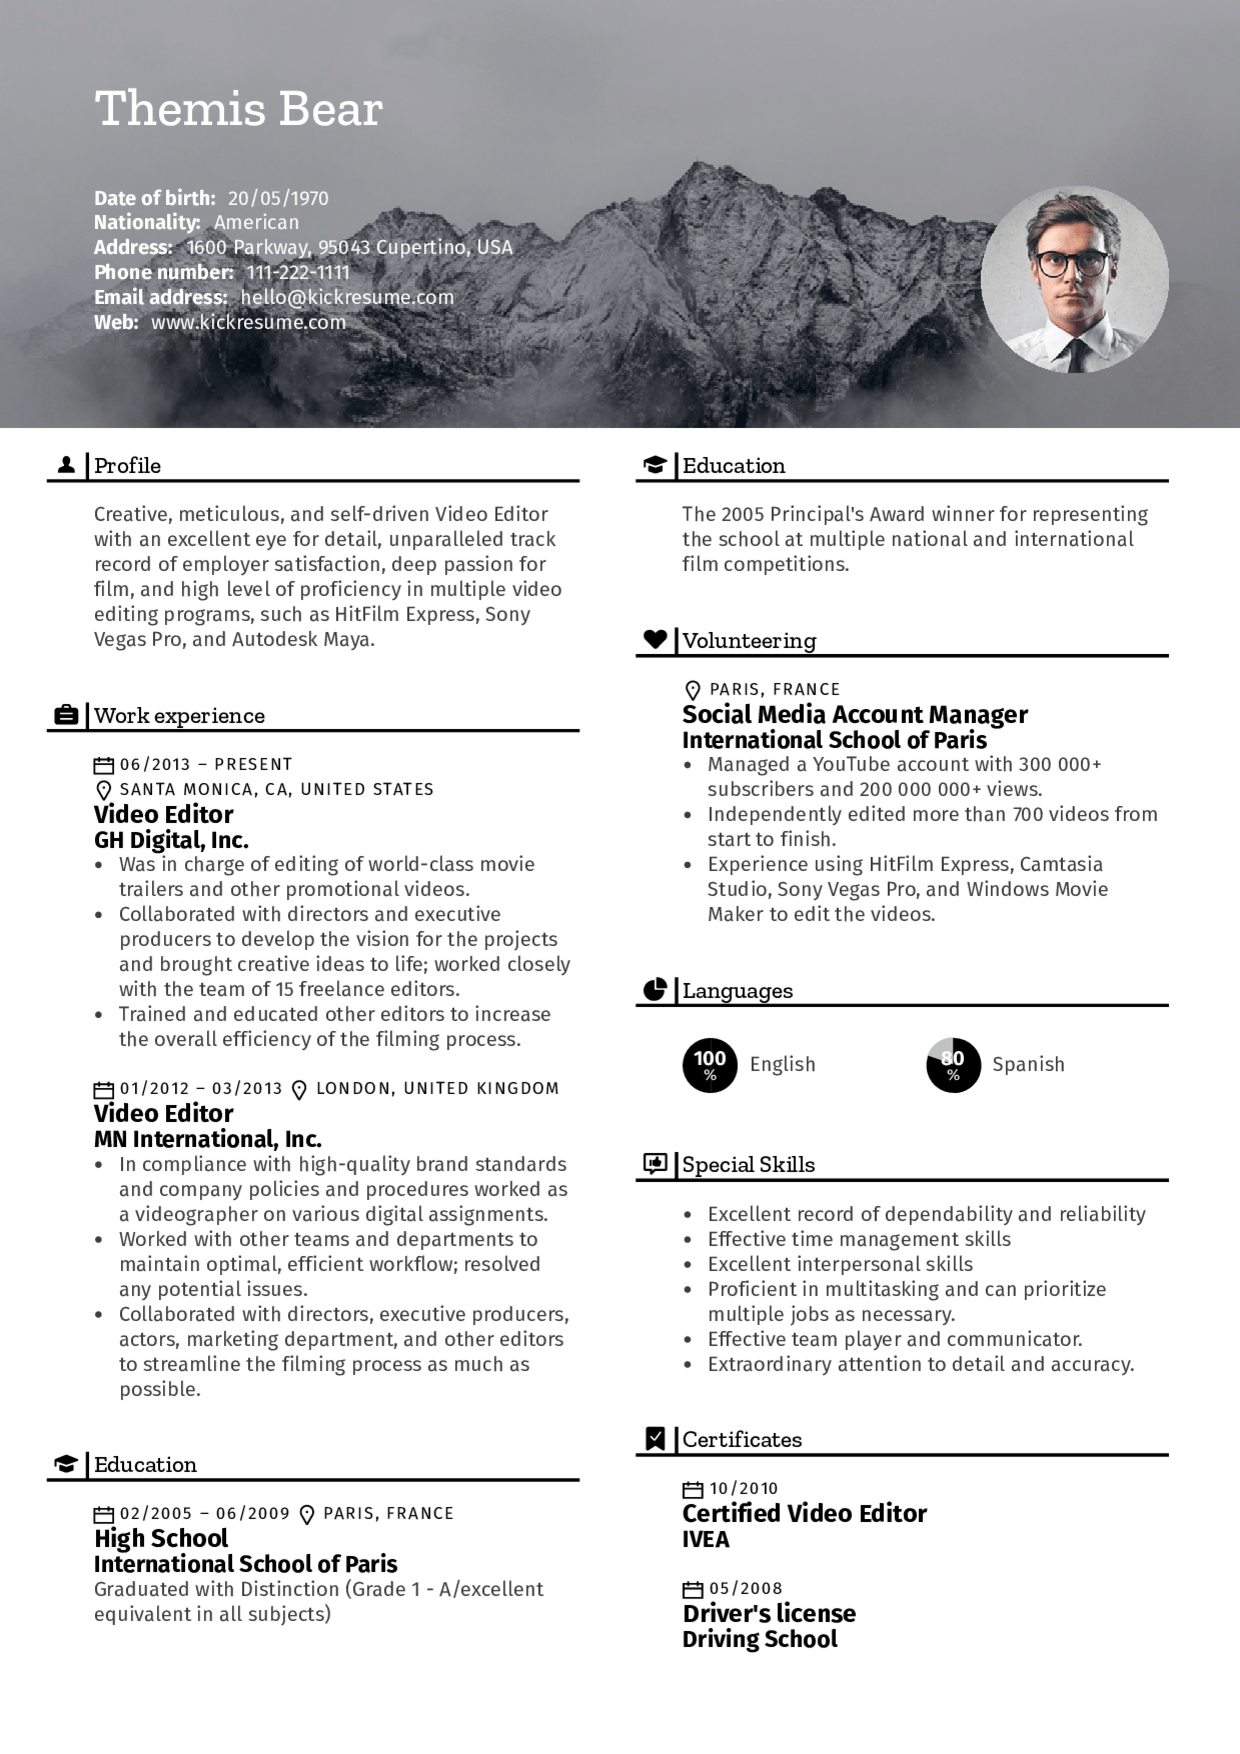 Themis Bear
Date of birth: 20/05/1970
Nationality: American
Address: 1600 Parkway, 95043 Cupertino, USA
Phone number: 111-222-1111
Email address: hello@kickresume.com
Web: www.kickresume.com
Profile
Creative, meticulous, and self-driven Video Editor
with an excellent eye for detail, unparalleled track
record of employer satisfaction, deep passion for
film, and high level of proficiency in multiple video
editing programs, such as HitFilm Express, Sony
Vegas Pro, and Autodesk Maya.
Work experience
06/2013 – PRESENT
SANTA MONICA, CA, UNITED STATES
Video Editor
GH Digital, Inc.
• Was in charge of editing of world-class movie
trailers and other promotional videos.
• Collaborated with directors and executive
producers to develop the vision for the projects
and brought creative ideas to life; worked closely
with the team of 15 freelance editors.
• Trained and educated other editors to increase
the overall efficiency of the filming process.
01/2012 – 03/2013 LONDON, UNITED KINGDOM
Video Editor
MN International, Inc.
• In compliance with high-quality brand standards
and company policies and procedures worked as
a videographer on various digital assignments.
• Worked with other teams and departments to
maintain optimal, efficient workflow; resolved
any potential issues.
• Collaborated with directors, executive producers,
actors, marketing department, and other editors
to streamline the filming process as much as
possible.
Education
02/2005 – 06/2009 PARIS, FRANCE
High School
International School of Paris
Graduated with Distinction (Grade 1 - A/excellent
equivalent in all subjects)
Education
The 2005 Principal's Award winner for representing
the school at multiple national and international
film competitions.
Volunteering
PARIS, FRANCE
Social Media Account Manager
International School of Paris
• Managed a YouTube account with 300 000+
subscribers and 200 000 000+ views.
• Independently edited more than 700 videos from
start to finish.
• Experience using HitFilm Express, Camtasia
Studio, Sony Vegas Pro, and Windows Movie
Maker to edit the videos.
Languages
100 % English
80 % Spanish
Special Skills
• Excellent record of dependability and reliability
• Effective time management skills
• Excellent interpersonal skills
• Proficient in multitasking and can prioritize
multiple jobs as necessary.
• Effective team player and communicator.
• Extraordinary attention to detail and accuracy.
Certificates
10/2010
Certified Video Editor
IVEA
05/2008
Driver's license
Driving School